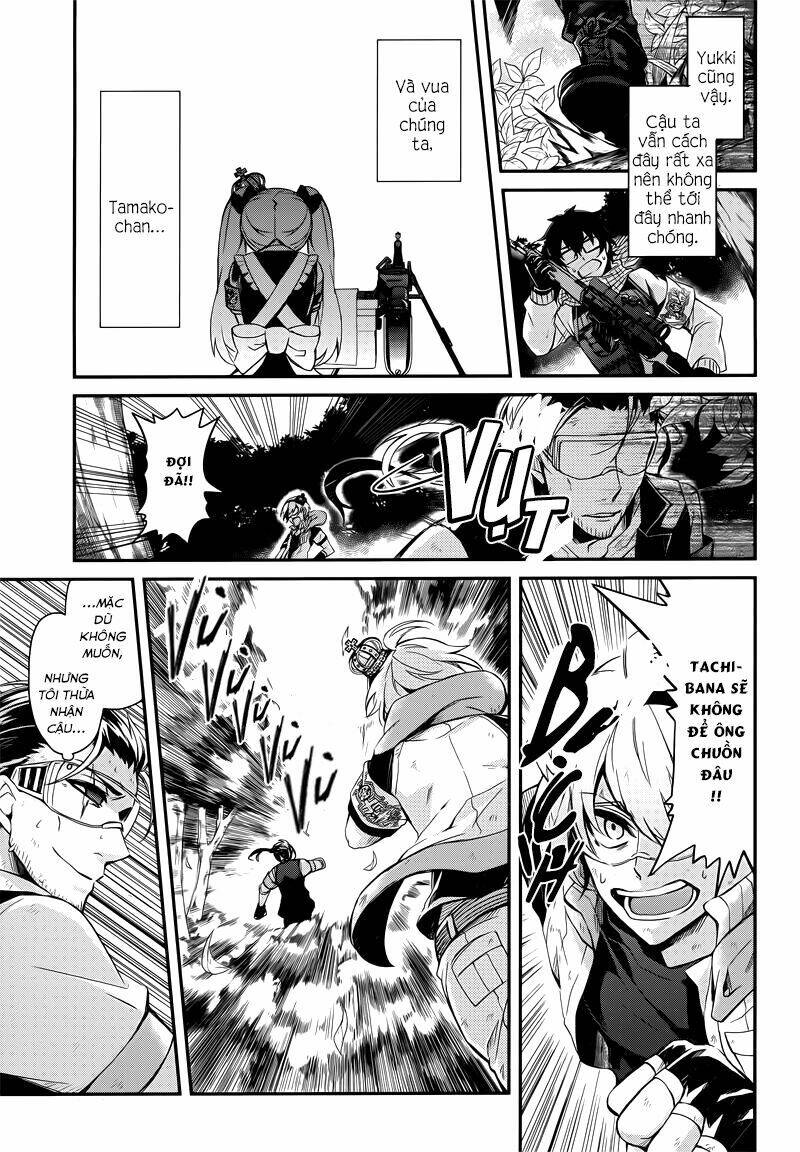 Yukki
cũng
vậy.
Cậu ta
vẫn cách
đây rất xa
nên không
thể tới
đây nhanh
chóng.
Và vua
của
chúng
ta,
Tamako-
chan...
VỤT
ĐỢI
ĐÃ!!
TACHI-
BANA SẼ
KHÔNG
ĐỂ ÔNG
CHUỒN
ĐÂU
!!
BỊCH
VÙ
VÙ
VÙ
VÙ
VÙ
...MẶC
DÙ
KHÔNG
MUỐN,
NHƯNG
TÔI THỪA
NHẬN
CẬU...